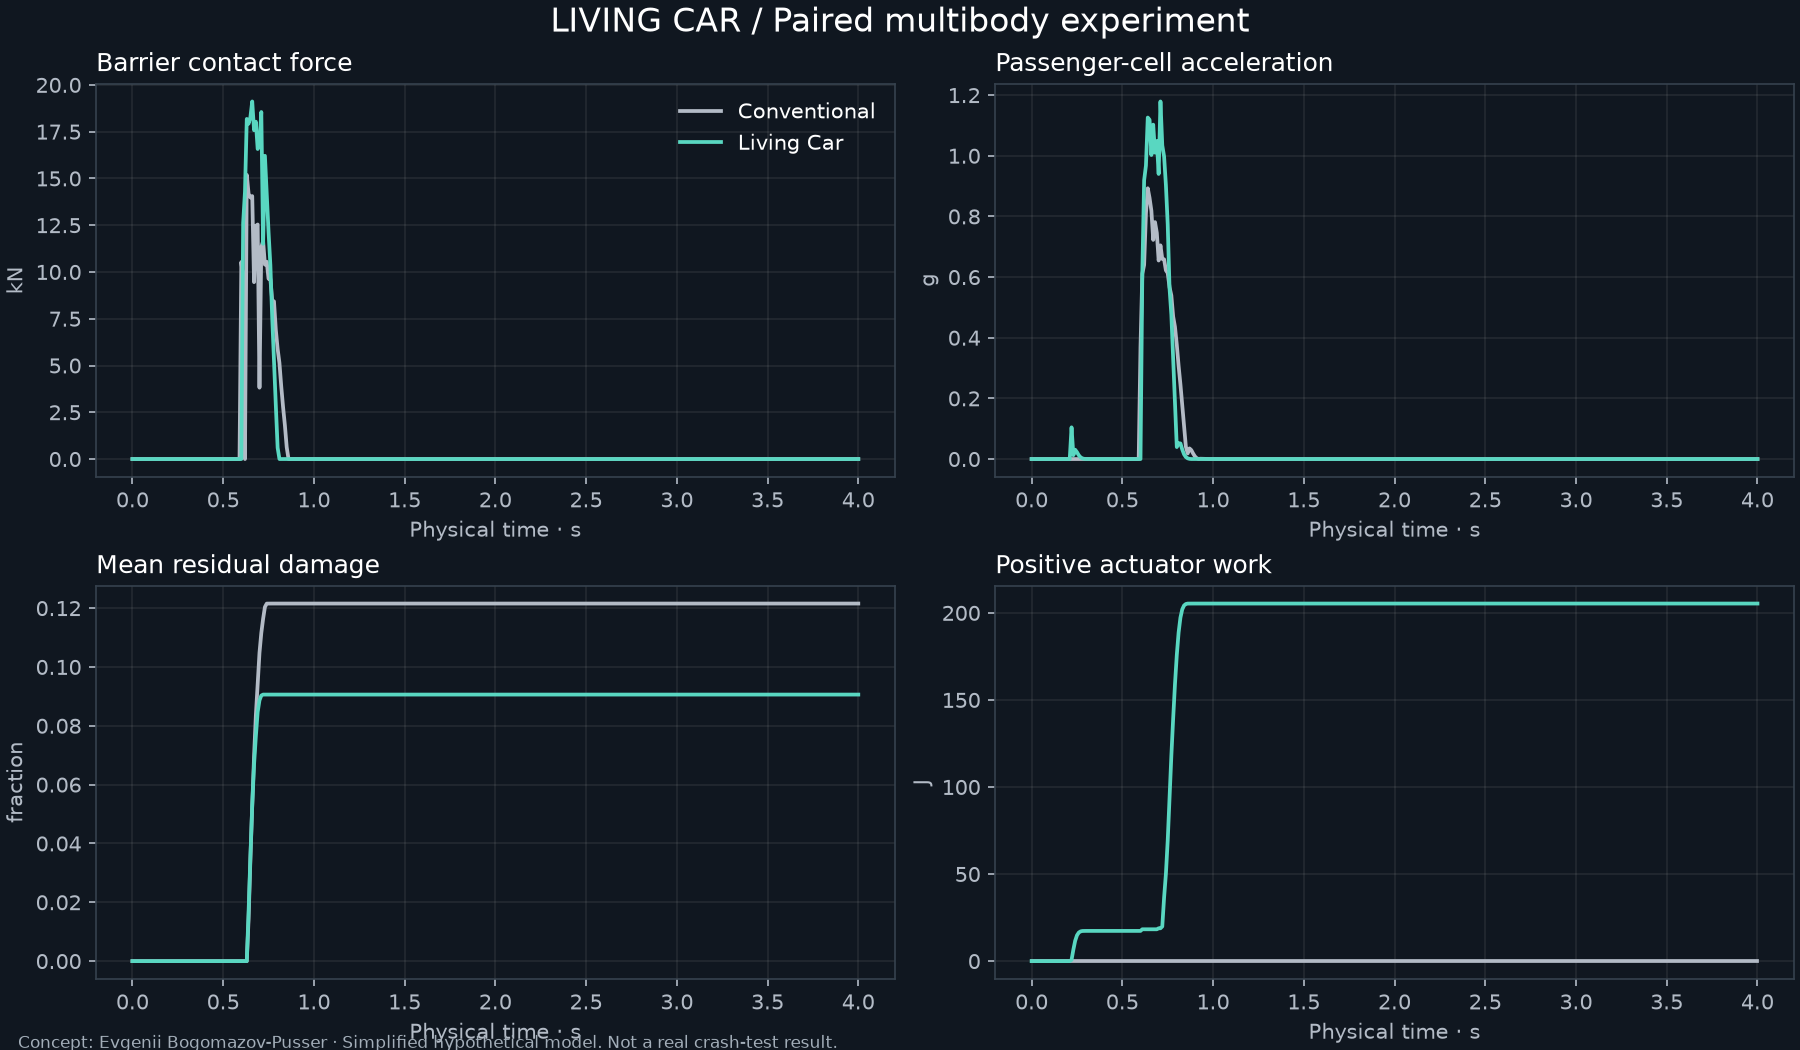 LIVING CAR / Paired multibody experiment
Barrier contact force
20.0
17.5
15.0
12.5
10.0
7.5
5.0
2.5
0.0
kN
Conventional
Living Car
0.0 0.5 1.0 1.5 2.0 2.5 3.0 3.5 4.0
Physical time · s
Passenger-cell acceleration
1.2
1.0
0.8
0.6
0.4
0.2
0.0
g
0.0 0.5 1.0 1.5 2.0 2.5 3.0 3.5 4.0
Physical time · s
Mean residual damage
0.12
0.10
0.08
0.06
0.04
0.02
0.00
fraction
0.0 0.5 1.0 1.5 2.0 2.5 3.0 3.5 4.0
Physical time · s
Positive actuator work
200
150
100
50
0
J
0.0 0.5 1.0 1.5 2.0 2.5 3.0 3.5 4.0
Physical time · s
Concept: Evgenii Bogomazov-Pusser · Simplified hypothetical model. Not a real crash-test result.